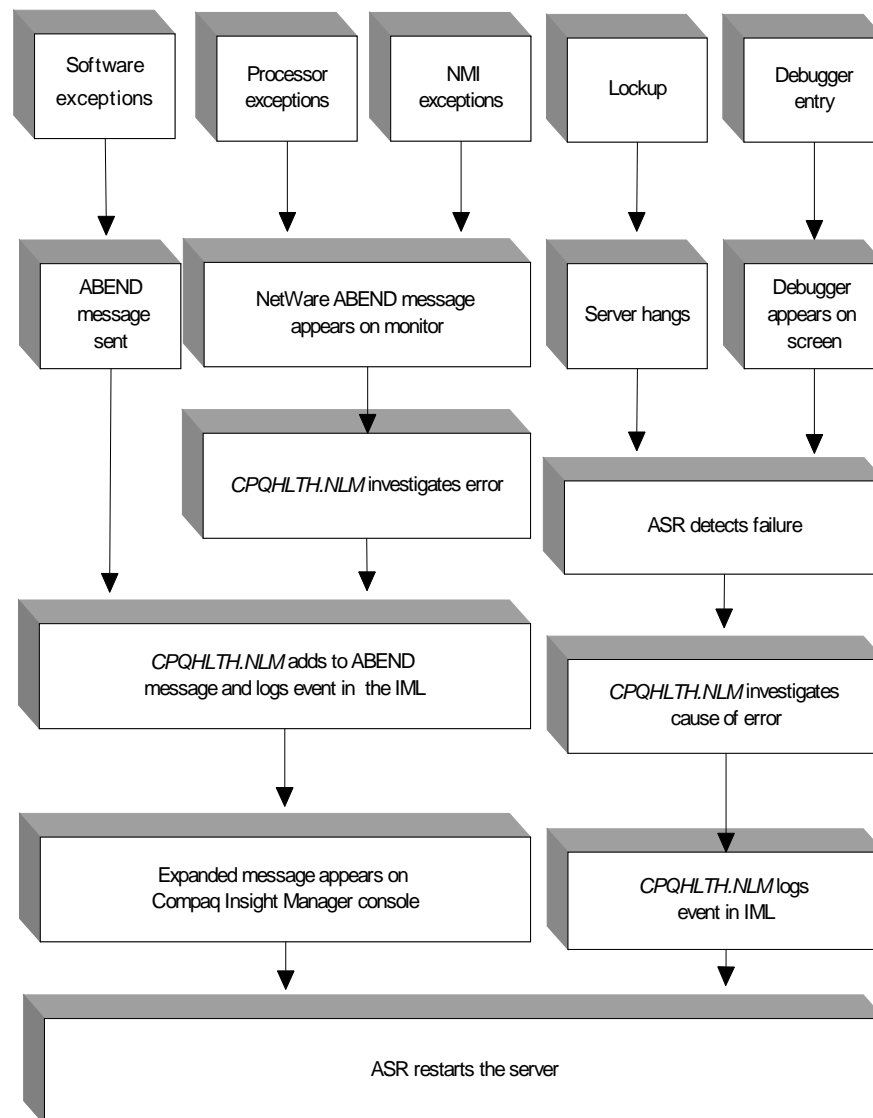 Software
exceptions
Processor
exceptions
NMI
exceptions
Lockup
Debugger
entry
ABEND
message
sent
NetWare ABEND message
appears on monitor
Server hangs
Debugger
appears on
screen
CPQHLTH.NLM investigates error
ASR detects failure
CPQHLTH.NLM adds to ABEND
message and logs event in the IML
CPQHLTH.NLM investigates
cause of error
Expanded message appears on
Compaq Insight Manager console
CPQHLTH.NLM logs
event in IML
ASR restarts the server